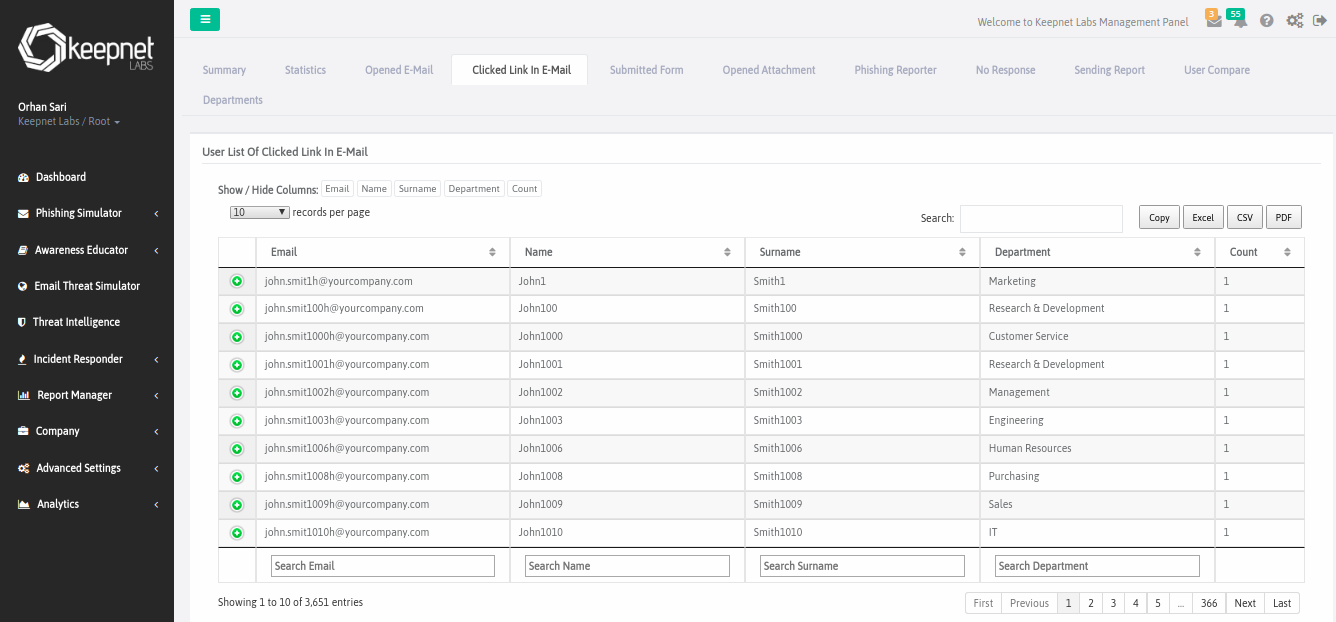 keepnet
LABS
Orhan Sari
Keepnet Labs / Root
Dashboard
Phishing Simulator
Awareness Educator
Email Threat Simulator
Threat Intelligence
Incident Responder
Report Manager
Company
Advanced Settings
Analytics
Welcome to Keepnet Labs Management Panel 3 55
Summary Statistics Opened E-Mail Clicked Link In E-Mail Submitted Form Opened Attachment Phishing Reporter No Response Sending Report User Compare
Departments
User List Of Clicked Link In E-Mail
Show / Hide Columns: Email Name Surname Department Count
10 records per page
Search: Copy Excel CSV PDF
Email Name Surname Department Count
john.smit1h@yourcompany.com John1 Smith1 Marketing 1
john.smit100h@yourcompany.com John100 Smith100 Research & Development 1
john.smit1000h@yourcompany.com John1000 Smith1000 Customer Service 1
john.smit1001h@yourcompany.com John1001 Smith1001 Research & Development 1
john.smit1002h@yourcompany.com John1002 Smith1002 Management 1
john.smit1003h@yourcompany.com John1003 Smith1003 Engineering 1
john.smit1006h@yourcompany.com John1006 Smith1006 Human Resources 1
john.smit1008h@yourcompany.com John1008 Smith1008 Purchasing 1
john.smit1009h@yourcompany.com John1009 Smith1009 Sales 1
john.smit1010h@yourcompany.com John1010 Smith1010 IT 1
Search Email Search Name Search Surname Search Department
Showing 1 to 10 of 3,651 entries
First Previous 1 2 3 4 5 ... 366 Next Last